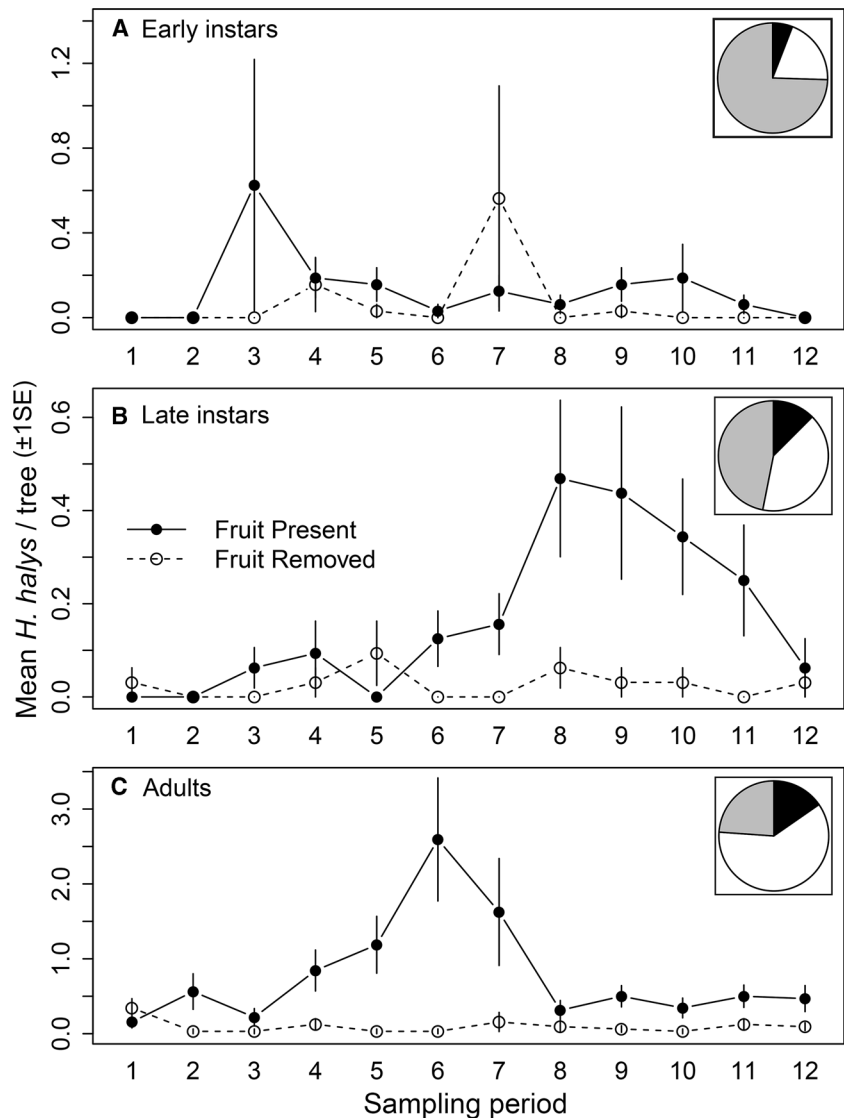 A Early instars
0.0 0.4 0.8 1.2
1 2 3 4 5 6 7 8 9 10 11 12
B Late instars
Fruit Present
Fruit Removed
0.0 0.2 0.4 0.6
1 2 3 4 5 6 7 8 9 10 11 12
C Adults
0.0 1.0 2.0 3.0
1 2 3 4 5 6 7 8 9 10 11 12
Sampling period
Mean H. halys / tree (±1SE)